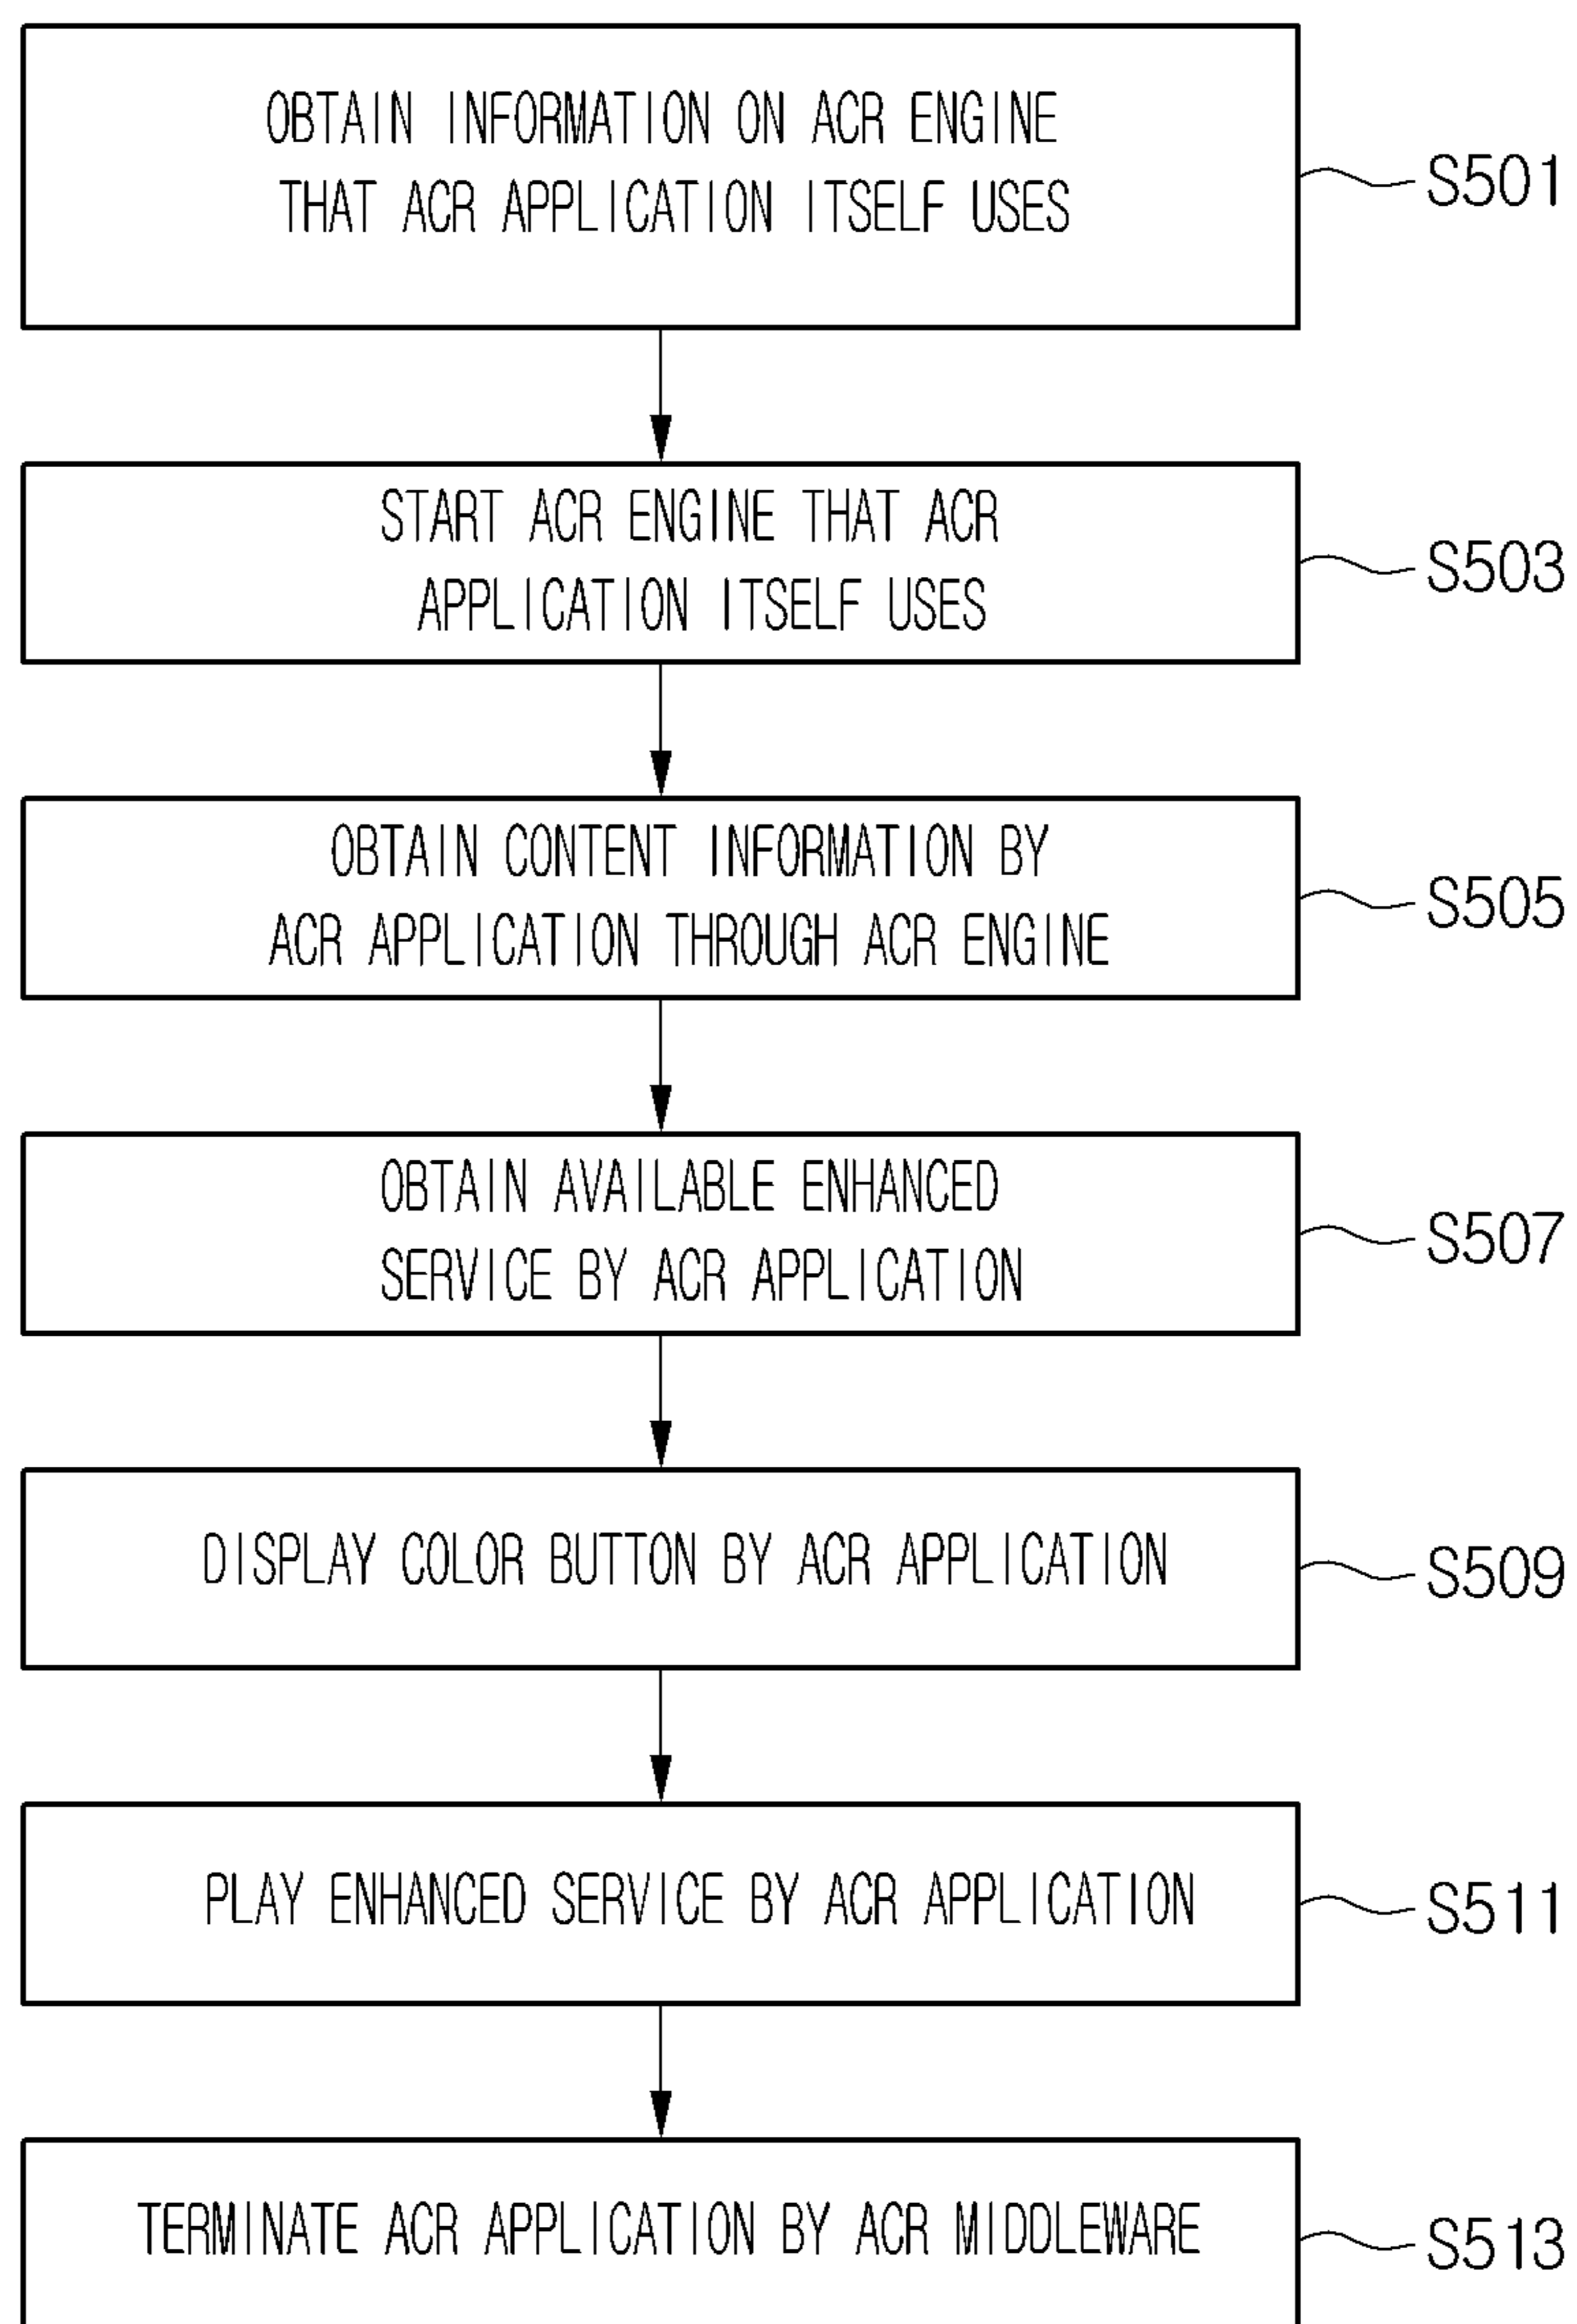 OBTAIN INFORMATION ON ACR ENGINE
THAT ACR APPLICATION ITSELF USES
S501
START ACR ENGINE THAT ACR
APPLICATION ITSELF USES
S503
OBTAIN CONTENT INFORMATION BY
ACR APPLICATION THROUGH ACR ENGINE
S505
OBTAIN AVAILABLE ENHANCED
SERVICE BY ACR APPLICATION
S507
DISPLAY COLOR BUTTON BY ACR APPLICATION
S509
PLAY ENHANCED SERVICE BY ACR APPLICATION
S511
TERMINATE ACR APPLICATION BY ACR MIDDLEWARE
S513